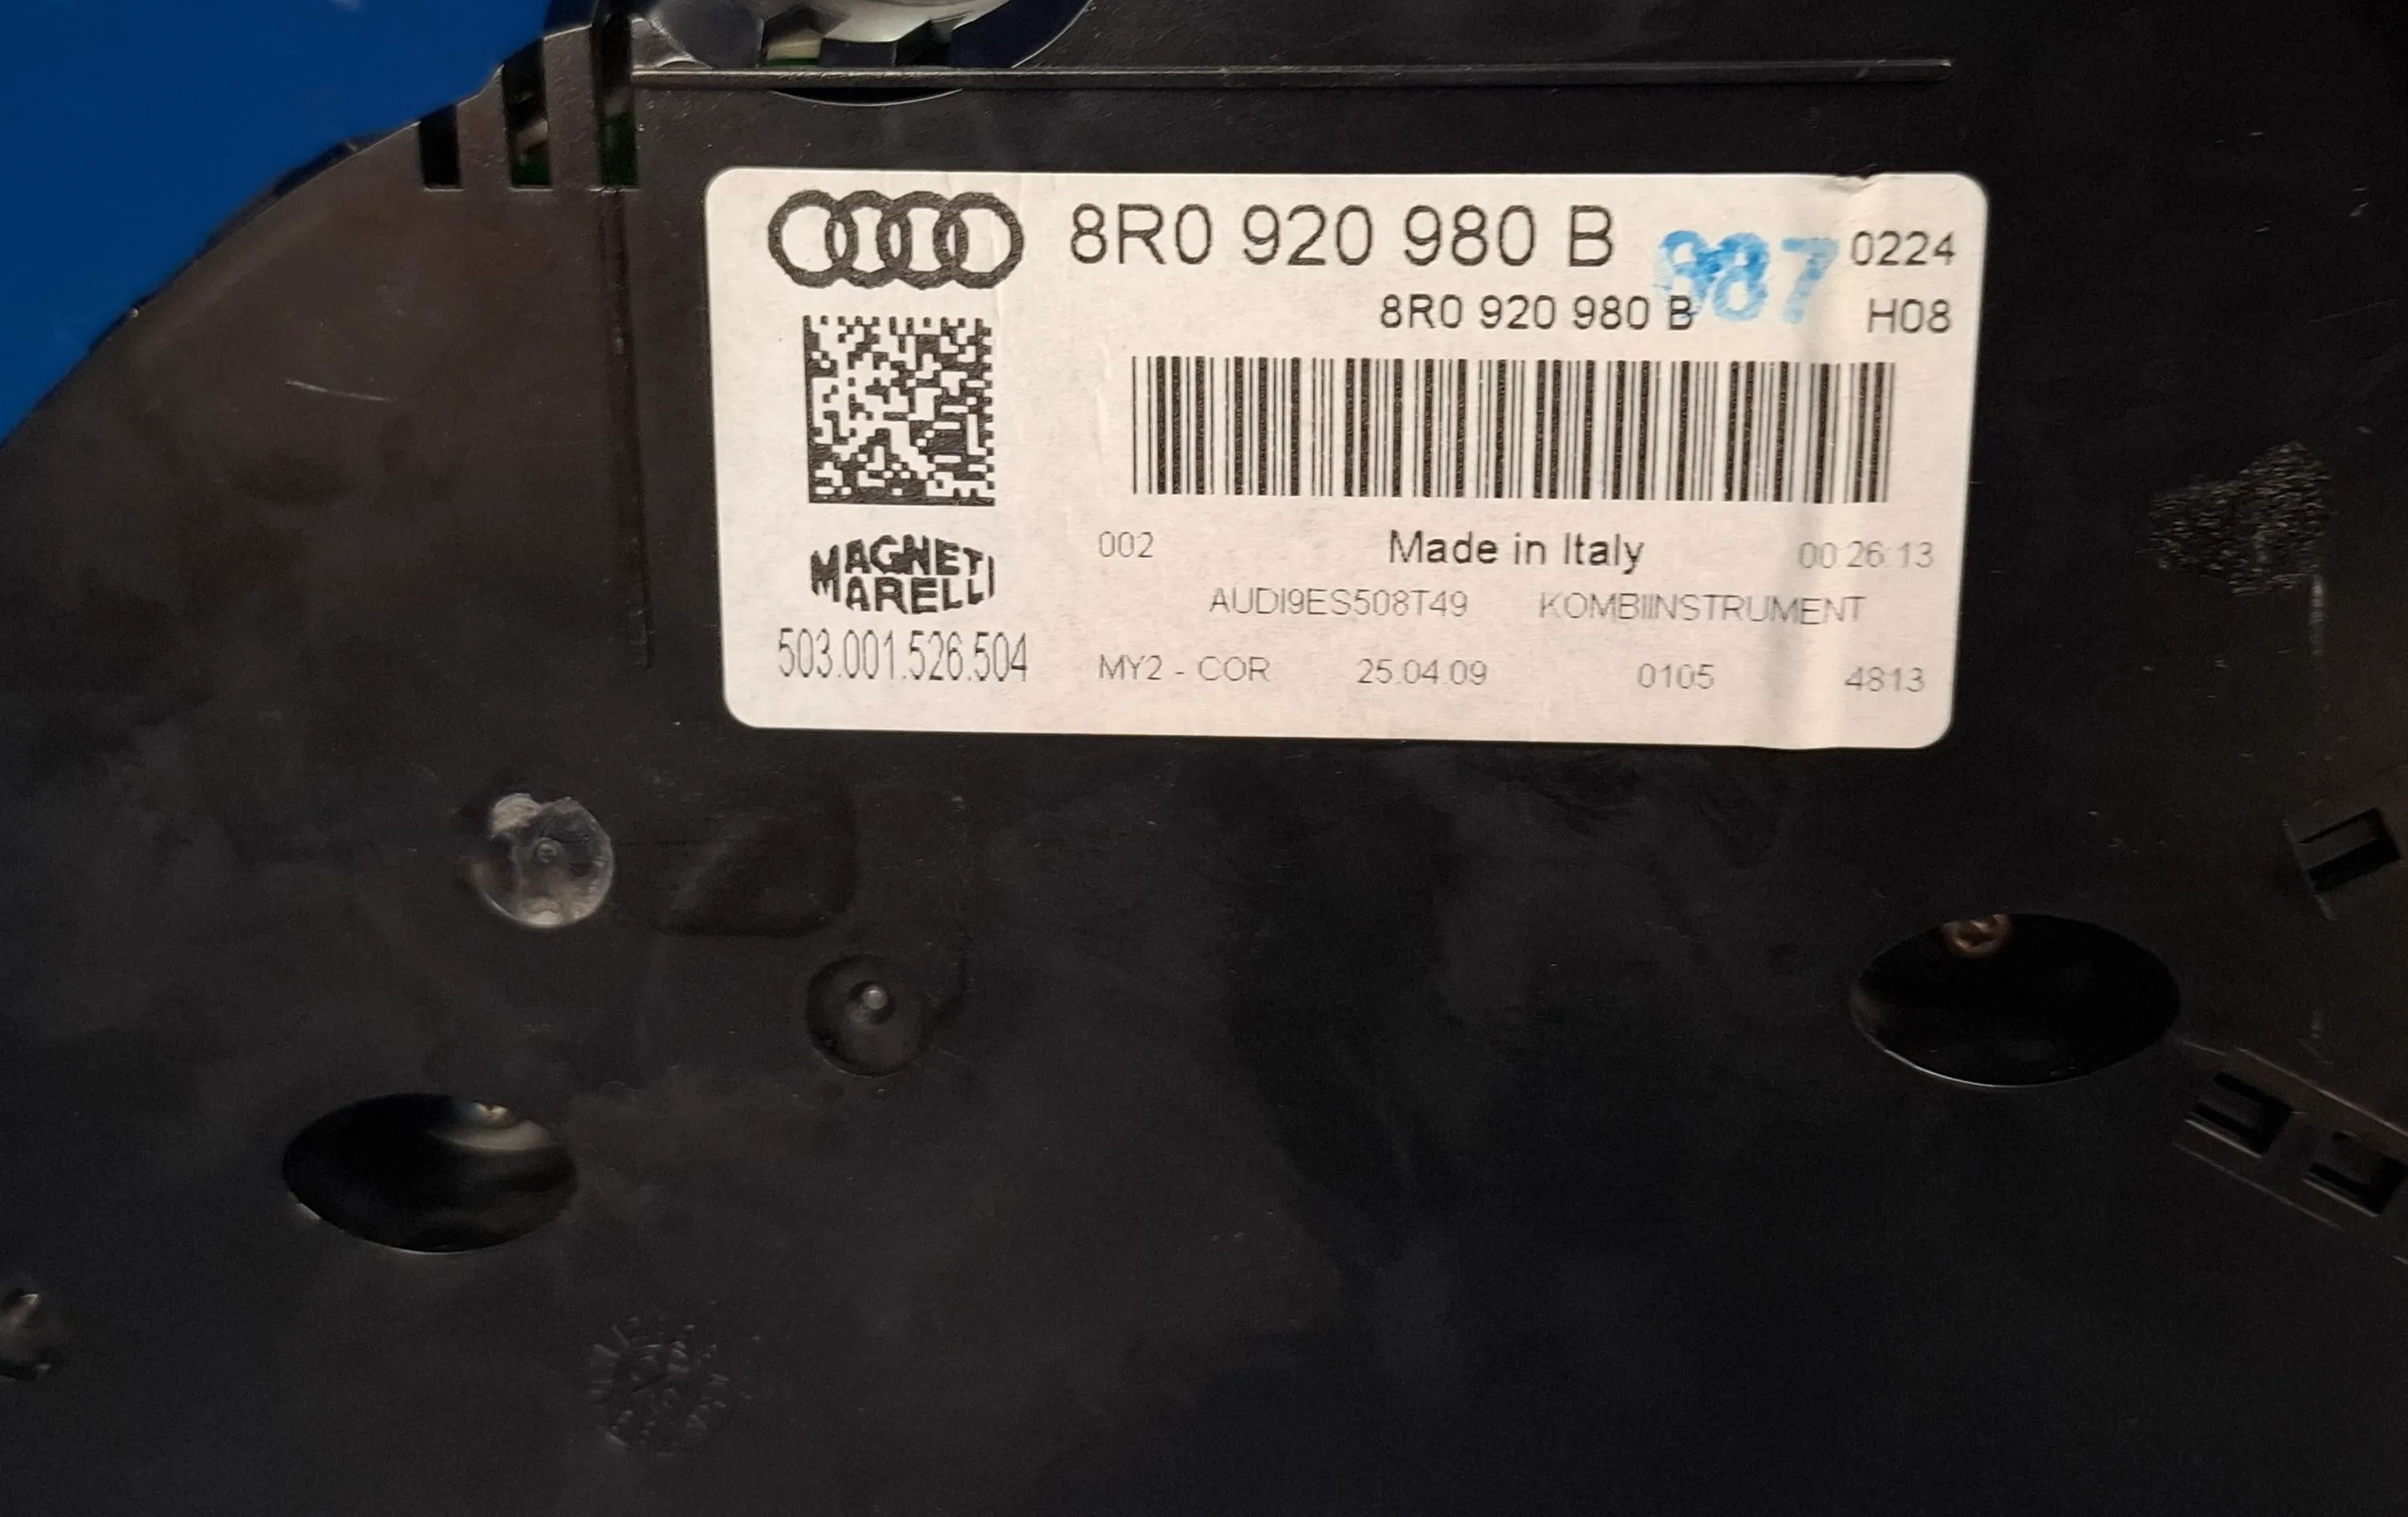 8R0 920 980 B 0224
8R0 920 980 B H08
MAGNETI
MARELLI
503.001.526.504
002 Made in Italy 00 26 13
AUDI9ES508T49 KOMBIINSTRUMENT
MY2 - COR 25.04.09 0105 4813